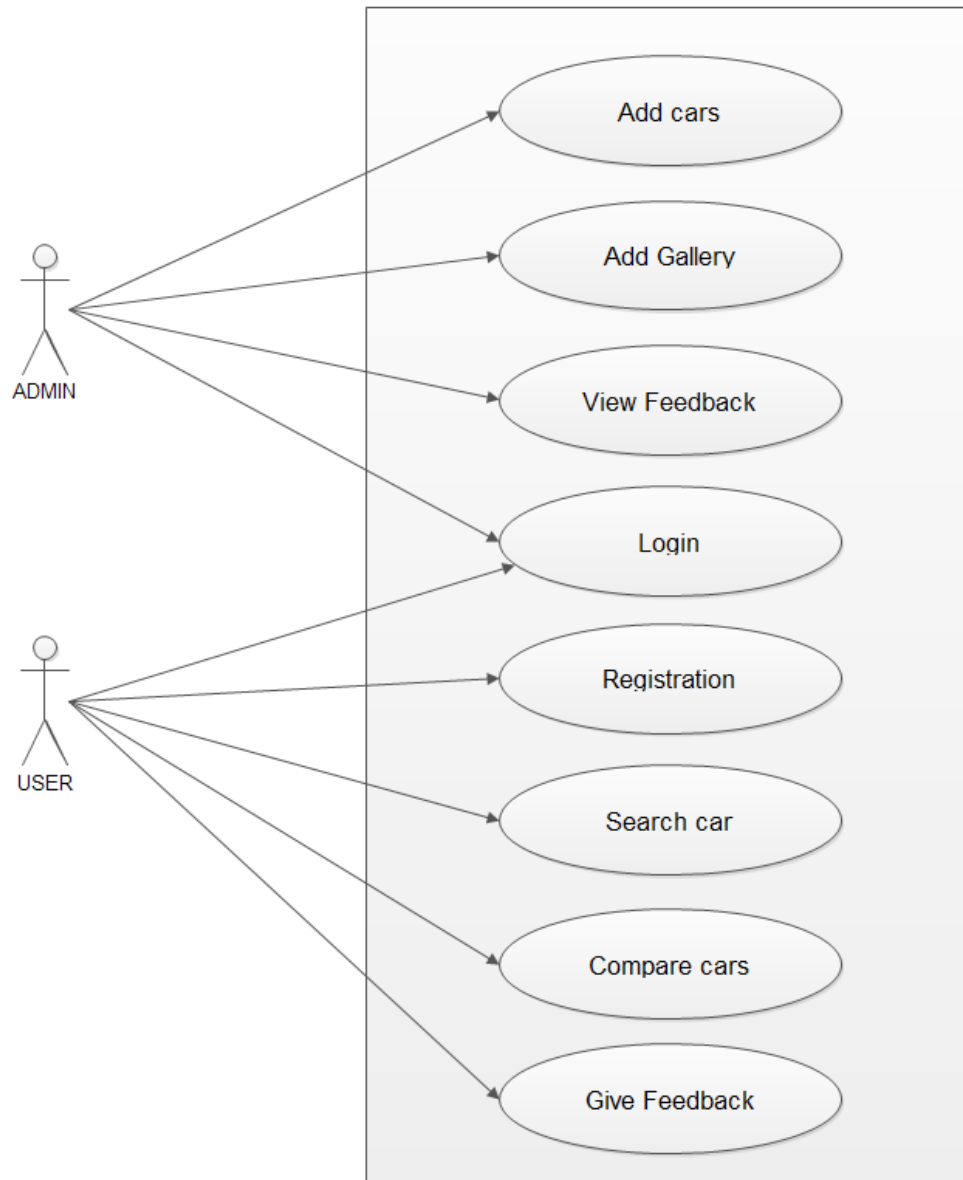 Add cars
Add Gallery
ADMIN
View Feedback
Login
USER
Registration
Search car
Compare cars
Give Feedback